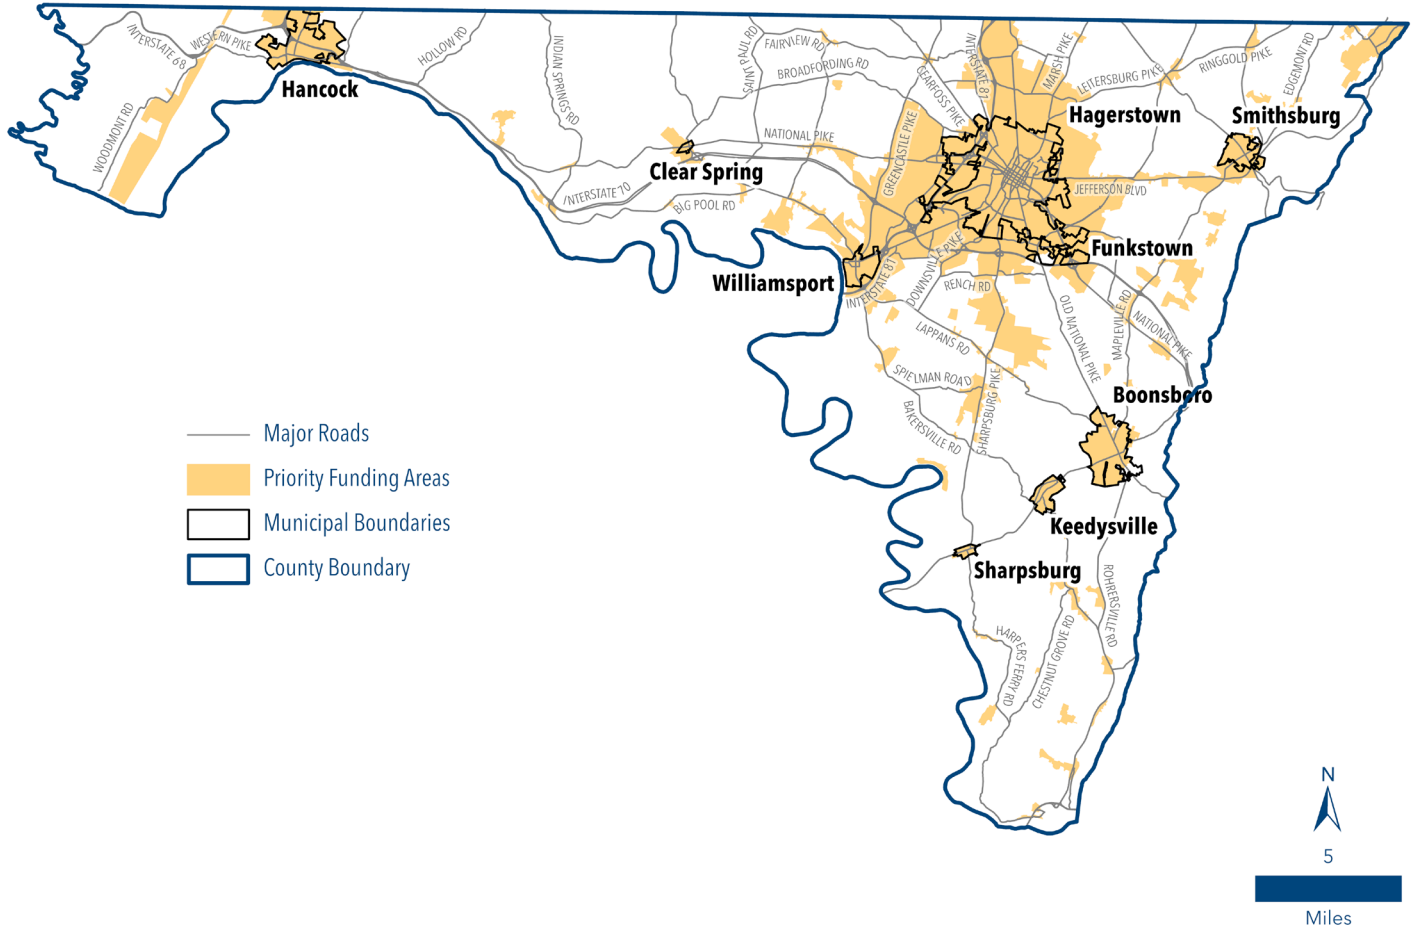 INTERSTATE 68
WESTERN PIKE
WOODMONT RD
Hancock
HOLLOW RD
INDIAN SPRINGS RD
SAINT PAUL RD
FAIRVIEW RD
BROADFORDING RD
NATIONAL PIKE
Clear Spring
INTERSTATE 70
BIG POOL RD
GREENCASTLE PIKE
GEARFOSS PIKE
INTERSTATE 81
MARSH PIKE
LEITERSBURG PIKE
RINGGOLD PIKE
EDGEMONT RD
Hagerstown
Smithsburg
JEFFERSON BLVD
Funkstown
Williamsport
INTERSTATE 81
DOWNSVILLE PIKE
RENCH RD
LAPPANS RD
OLD NATIONAL PIKE
MAPLEVILLE RD
NATIONAL PIKE
SPIELMAN ROAD
SHARPSBURG PIKE
BAKERSVILLE RD
Boonsboro
Keedysville
Sharpsburg
ROHRERSVILLE RD
HARPERS FERRY RD
CHESTNUT GROVE RD
Major Roads
Priority Funding Areas
Municipal Boundaries
County Boundary
N
5
Miles